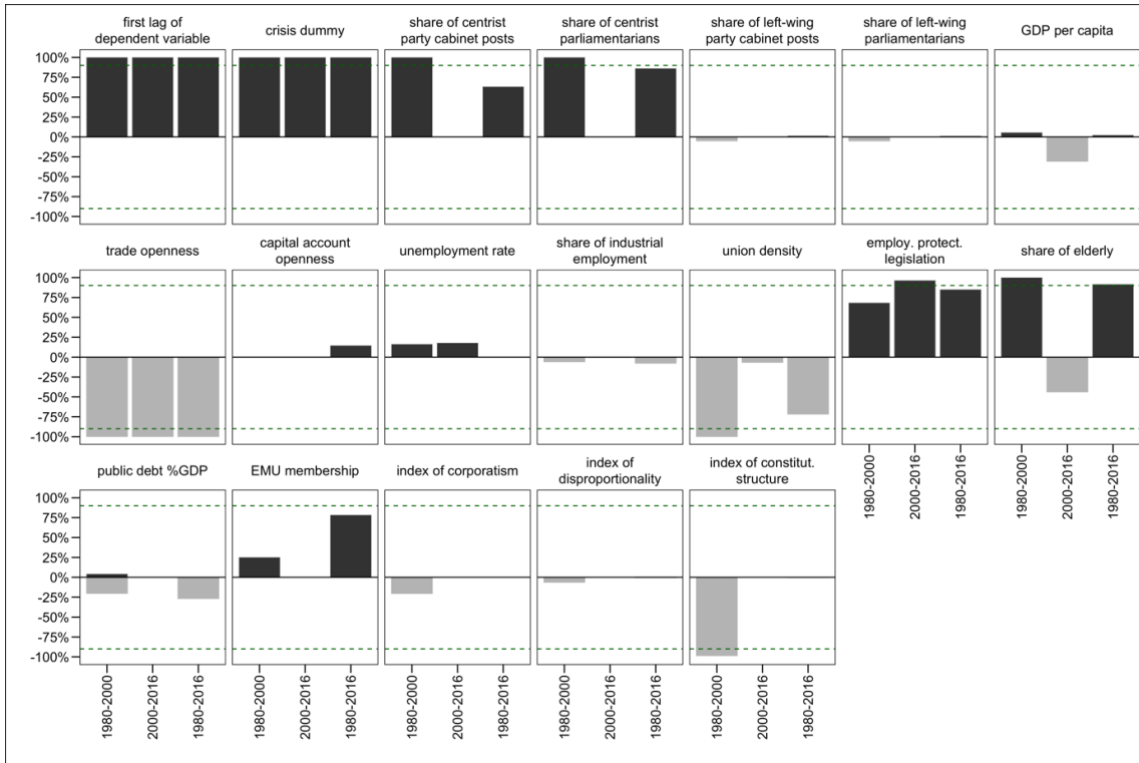 first lag of
dependent variable
crisis dummy
share of centrist
party cabinet posts
share of centrist
parliamentarians
share of left-wing
party cabinet posts
share of left-wing
parliamentarians
GDP per capita
100%
75%
50%
25%
0%
-25%
-50%
-75%
-100%
trade openness
capital account
openness
unemployment rate
share of industrial
employment
union density
employ. protect.
legislation
share of elderly
100%
75%
50%
25%
0%
-25%
-50%
-75%
-100%
public debt %GDP
EMU membership
index of corporatism
index of
disproportionality
index of constitut.
structure
100%
75%
50%
25%
0%
-25%
-50%
-75%
-100%
1980-2000
2000-2016
1980-2016
1980-2000
2000-2016
1980-2016
1980-2000
2000-2016
1980-2016
1980-2000
2000-2016
1980-2016
1980-2000
2000-2016
1980-2016
1980-2000
2000-2016
1980-2016
1980-2000
2000-2016
1980-2016